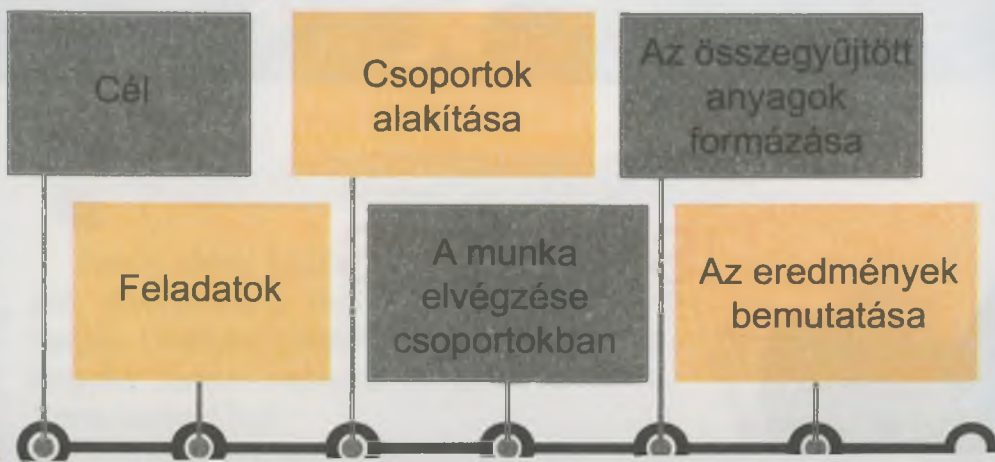 Cél
Feladatok
Csoportok
alakítása
A munka
elvégzése
csoportokban
Az összegyűjtött
anyagok
formázása
Az eredmények
bemutatása